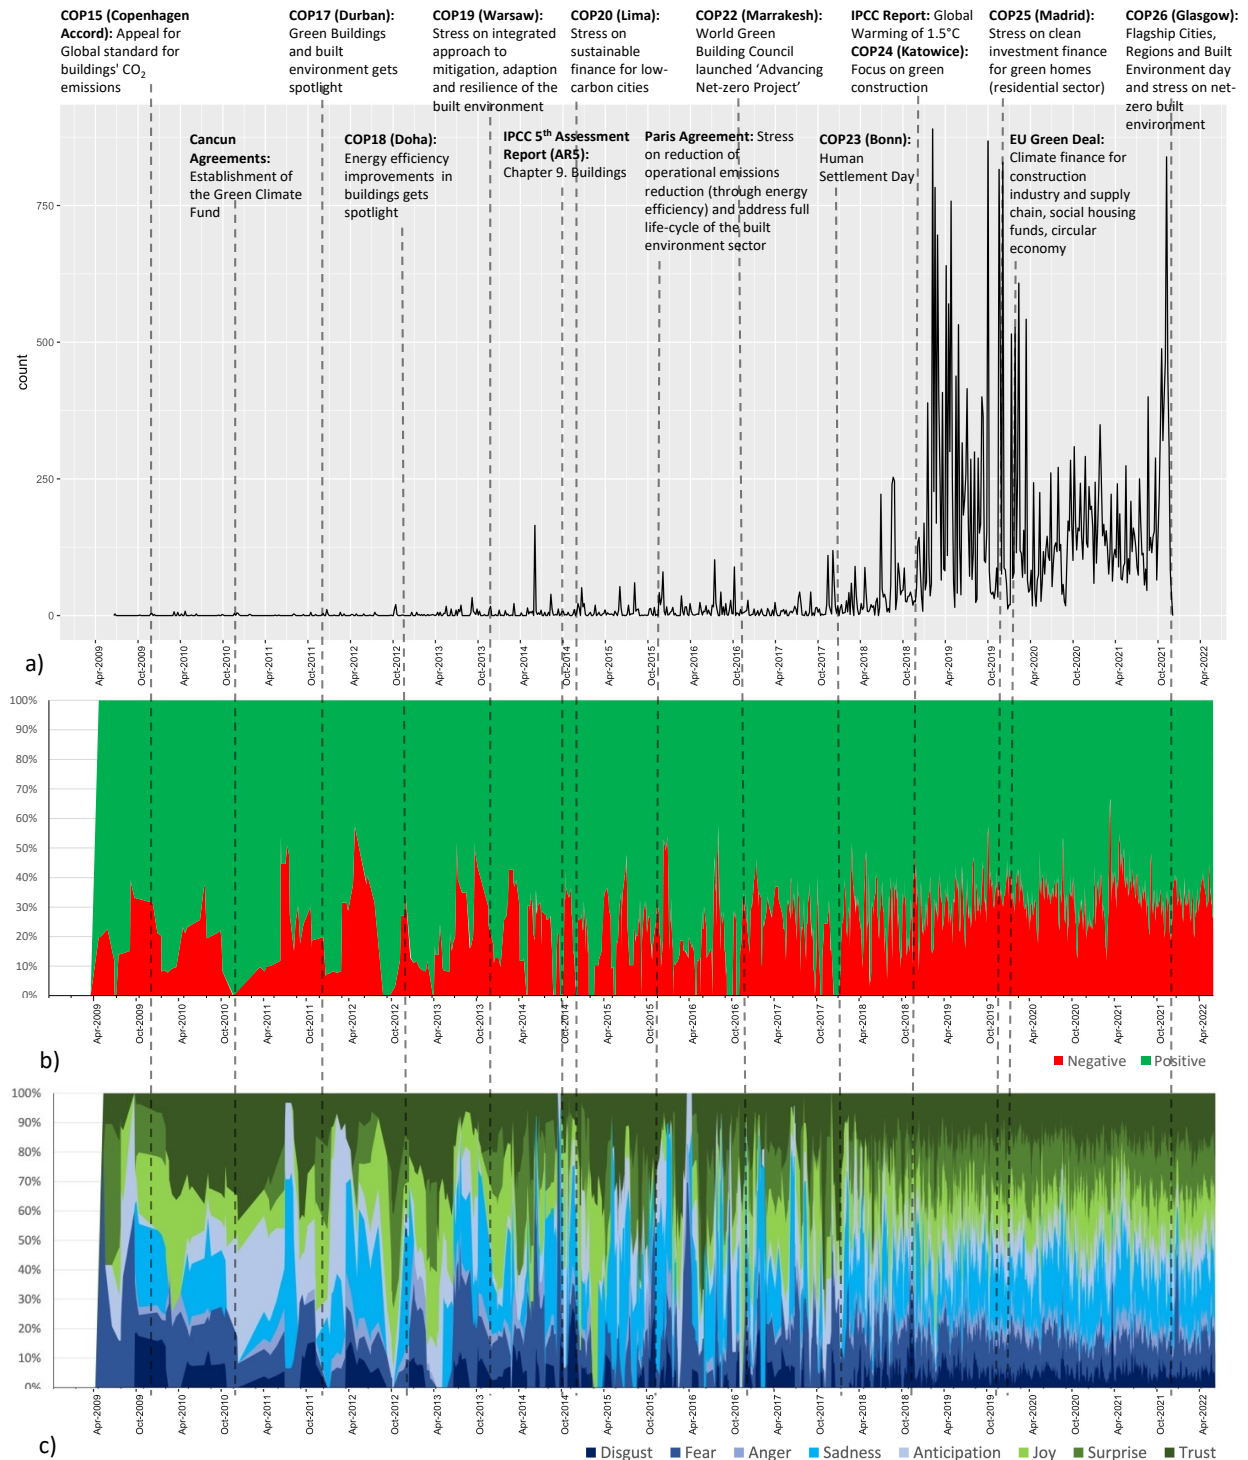 COP15 (Copenhagen
Accord): Appeal for
Global standard for
buildings' CO2
emissions
COP17 (Durban):
Green Buildings
and built
environment gets
spotlight
COP19 (Warsaw):
Stress on integrated
approach to
mitigation, adaption
and resilience of the
built environment
COP20 (Lima):
Stress on
sustainable
finance for low-
carbon cities
COP22 (Marrakesh):
World Green
Building Council
launched ‘Advancing
Net-zero Project’
IPCC Report: Global
Warming of 1.5°C
COP24 (Katowice):
Focus on green
construction
COP25 (Madrid):
Stress on clean
investment finance
for green homes
(residential sector)
COP26 (Glasgow):
Flagship Cities,
Regions and Built
Environment day
and stress on net-
zero built
environment
Cancun
Agreements:
Establishment of
the Green Climate
Fund
COP18 (Doha):
Energy efficiency
improvements in
buildings gets
spotlight
IPCC 5th Assessment
Report (AR5):
Chapter 9. Buildings
Paris Agreement: Stress
on reduction of
operational emissions
reduction (through energy
efficiency) and address full
life-cycle of the built
environment sector
COP23 (Bonn):
Human
Settlement Day
EU Green Deal:
Climate finance for
construction
industry and supply
chain, social housing
funds, circular
economy
count
750
500
250
0
Apr-2009 Oct-2009 Apr-2010 Oct-2010 Apr-2011 Oct-2011 Apr-2012 Oct-2012 Apr-2013 Oct-2013 Apr-2014 Oct-2014 Apr-2015 Oct-2015 Apr-2016 Oct-2016 Apr-2017 Oct-2017 Apr-2018 Oct-2018 Apr-2019 Oct-2019 Apr-2020 Oct-2020 Apr-2021 Oct-2021 Apr-2022
a)
100%
90%
80%
70%
60%
50%
40%
30%
20%
10%
0%
Apr-2009 Oct-2009 Apr-2010 Oct-2010 Apr-2011 Oct-2011 Apr-2012 Oct-2012 Apr-2013 Oct-2013 Apr-2014 Oct-2014 Apr-2015 Oct-2015 Apr-2016 Oct-2016 Apr-2017 Oct-2017 Apr-2018 Oct-2018 Apr-2019 Oct-2019 Apr-2020 Oct-2020 Apr-2021 Oct-2021 Apr-2022
b)
Negative Positive
100%
90%
80%
70%
60%
50%
40%
30%
20%
10%
0%
Apr-2009 Oct-2009 Apr-2010 Oct-2010 Apr-2011 Oct-2011 Apr-2012 Oct-2012 Apr-2013 Oct-2013 Apr-2014 Oct-2014 Apr-2015 Oct-2015 Apr-2016 Oct-2016 Apr-2017 Oct-2017 Apr-2018 Oct-2018 Apr-2019 Oct-2019 Apr-2020 Oct-2020 Apr-2021 Oct-2021 Apr-2022
c)
Disgust Fear Anger Sadness Anticipation Joy Surprise Trust